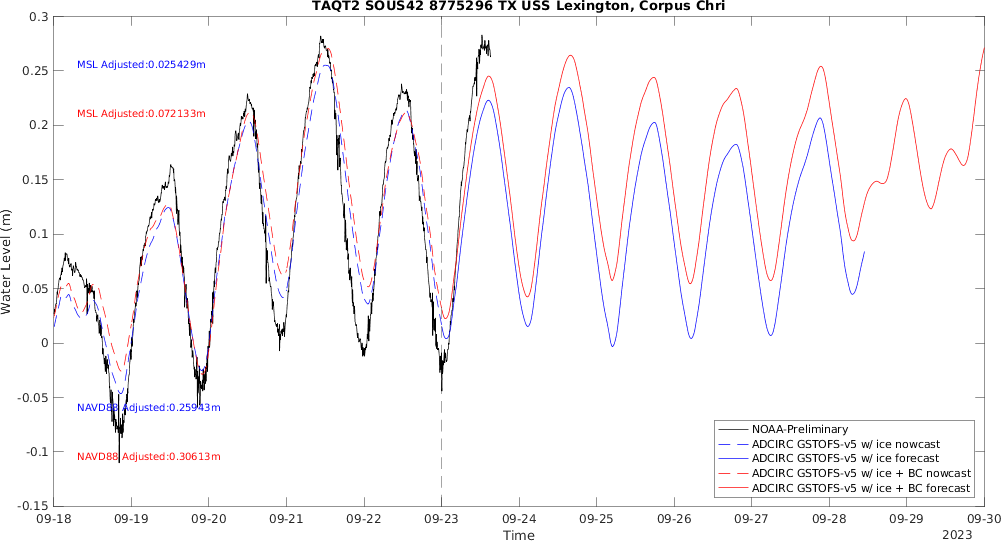 TAQT2 SOUS42 8775296 TX USS Lexington, Corpus Chri
0.3
0.25
0.2
0.15
0.1
0.05
0
-0.05
-0.1
-0.15
Water Level (m)
MSL Adjusted:0.025429m
MSL Adjusted:0.072133m
NAVD88 Adjusted:0.25943m
NAVD88 Adjusted:0.30613m
NOAA-Preliminary
ADCIRC GSTOFS-v5 w/ ice nowcast
ADCIRC GSTOFS-v5 w/ ice forecast
ADCIRC GSTOFS-v5 w/ ice + BC nowcast
ADCIRC GSTOFS-v5 w/ ice + BC forecast
09-18 09-19 09-20 09-21 09-22 09-23 09-24 09-25 09-26 09-27 09-28 09-29 09-30
Time
2023